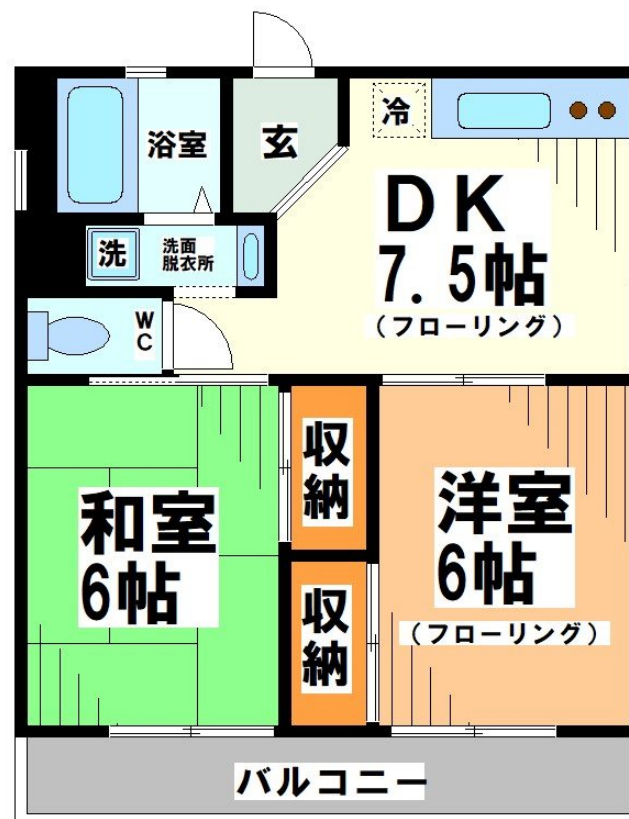 浴室
玄
冷
DK
7.5帖
（フローリング）
洗
洗面
脱衣所
WC
収納
和室
6帖
洋室
6帖
（フローリング）
収納
バルコニー